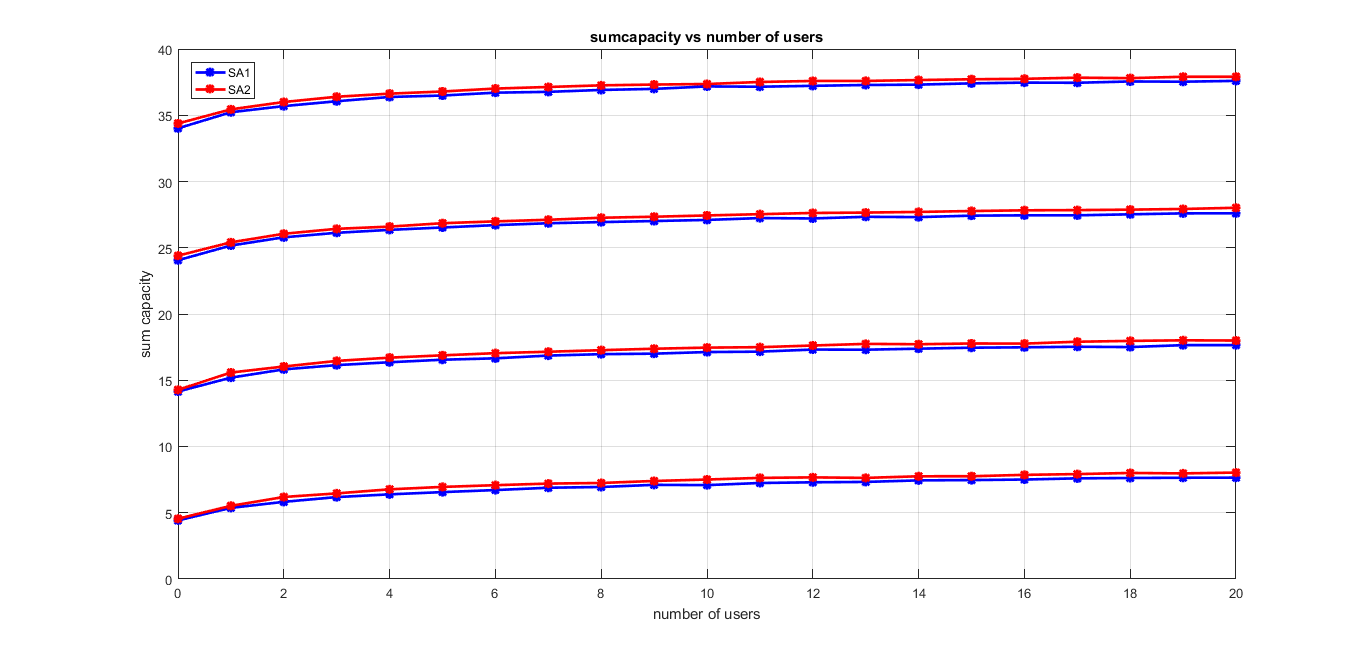 sumcapacity vs number of users
SA1
SA2
40
35
30
25
20
15
10
5
0
sum capacity
0 2 4 6 8 10 12 14 16 18 20
number of users